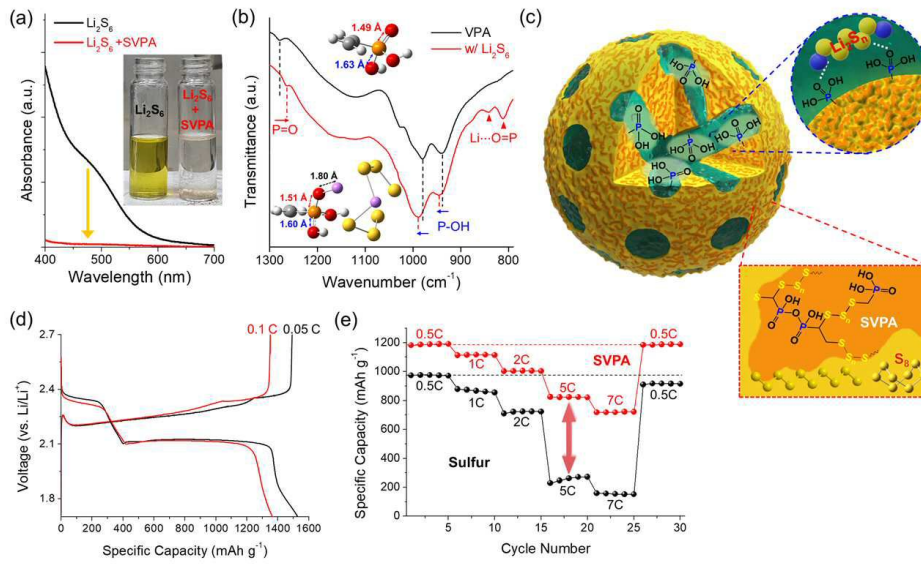 (a)
Li₂S₆
Li₂S₆ +SVPA
Li₂S₆
Li₂S₆
+
SVPA
Absorbance (a.u.)
400 500 600 700
Wavelength (nm)
(b)
1.49 Å
1.63Å
VPA
w/ Li₂S₆
P=O
Li···O=P
1.80 Å
1.51 Å
1.60 Å
P-OH
Transmittance (a.u.)
1300 1200 1100 1000 900 800
Wavenumber (cm⁻¹)
(c)
Li₂Sₙ
HO
P
OH
O
SVPA
S₈
(d)
0.1 C
0.05 C
2.7
2.4
2.1
1.8
Voltage (vs. Li/Li⁺)
0 200 400 600 800 1000 1200 1400 1600
Specific Capacity (mAh g⁻¹)
(e)
0.5C
1C
2C
SVPA
5C
7C
0.5C
0.5C
1C
2C
Sulfur
5C
7C
0.5C
1200
1000
800
600
400
200
0
Specific Capacity (mAh g⁻¹)
0 5 10 15 20 25 30
Cycle Number